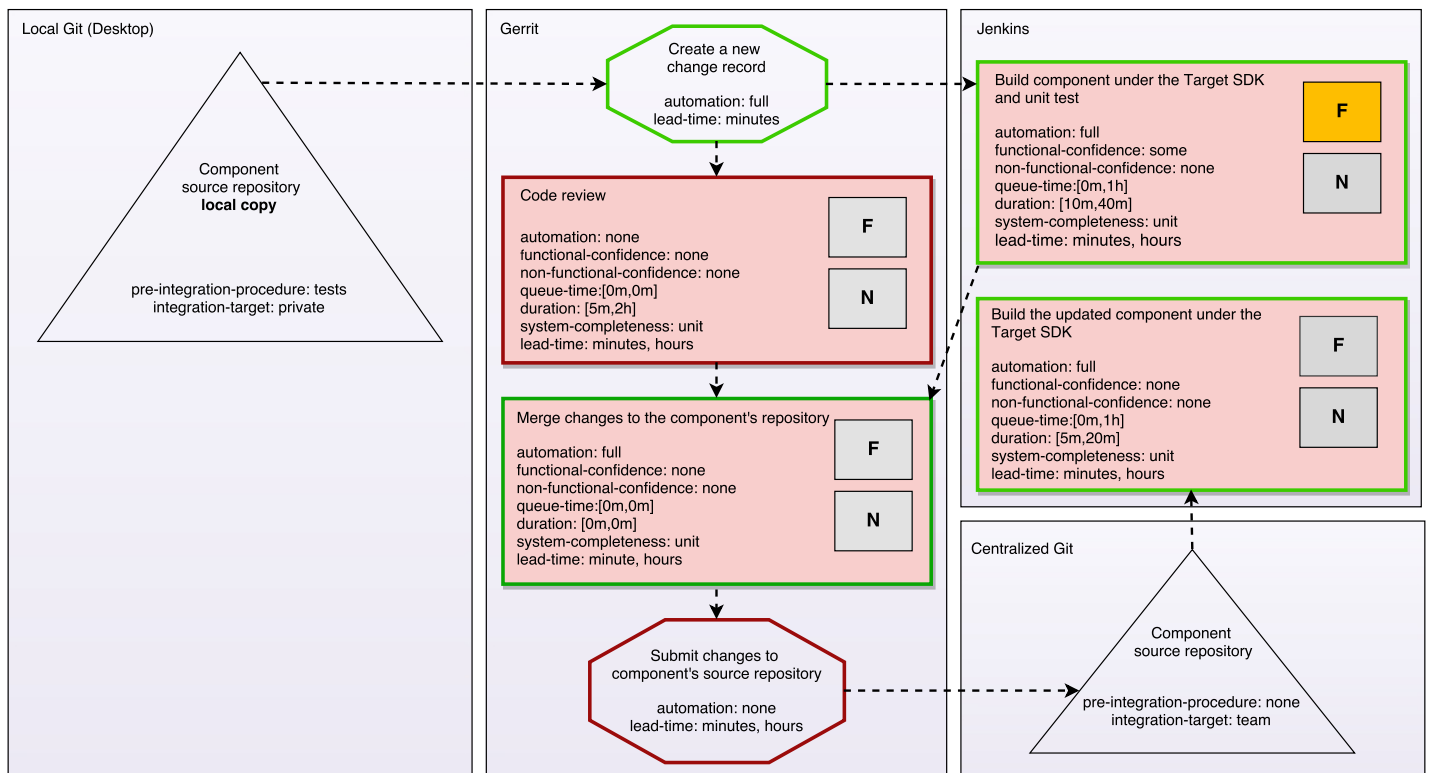 Local Git (Desktop)
Component
source repository
local copy
pre-integration-procedure: tests
integration-target: private
Gerrit
Create a new
change record
automation: full
lead-time: minutes
Code review
automation: none
functional-confidence: none
non-functional-confidence: none
queue-time:[0m,0m]
duration: [5m,2h]
system-completeness: unit
lead-time: minutes, hours
F
N
Merge changes to the component's repository
automation: full
functional-confidence: none
non-functional-confidence: none
queue-time:[0m,0m]
duration: [0m,0m]
system-completeness: unit
lead-time: minute, hours
F
N
Submit changes to
component's source repository
automation: none
lead-time: minutes, hours
Jenkins
Build component under the Target SDK
and unit test
automation: full
functional-confidence: some
non-functional-confidence: none
queue-time:[0m,1h]
duration: [10m,40m]
system-completeness: unit
lead-time: minutes, hours
F
N
Build the updated component under the
Target SDK
automation: full
functional-confidence: none
non-functional-confidence: none
queue-time:[0m,1h]
duration: [5m,20m]
system-completeness: unit
lead-time: minutes, hours
F
N
Centralized Git
Component
source repository
pre-integration-procedure: none
integration-target: team